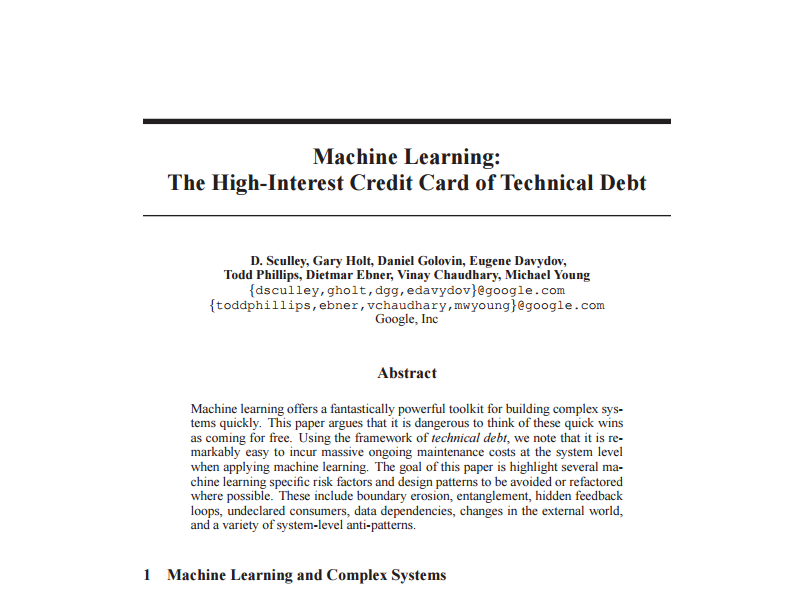 Machine Learning:
The High-Interest Credit Card of Technical Debt
D. Sculley, Gary Holt, Daniel Golovin, Eugene Davydov,
Todd Phillips, Dietmar Ebner, Vinay Chaudhary, Michael Young
{dsculley,gholt,dgg,edavydov}@google.com
{toddphillips,ebner,vchaudhary,mwyoung}@google.com
Google, Inc
Abstract
Machine learning offers a fantastically powerful toolkit for building complex sys-
tems quickly. This paper argues that it is dangerous to think of these quick wins
as coming for free. Using the framework of technical debt, we note that it is re-
markably easy to incur massive ongoing maintenance costs at the system level
when applying machine learning. The goal of this paper is highlight several ma-
chine learning specific risk factors and design patterns to be avoided or refactored
where possible. These include boundary erosion, entanglement, hidden feedback
loops, undeclared consumers, data dependencies, changes in the external world,
and a variety of system-level anti-patterns.
1 Machine Learning and Complex Systems